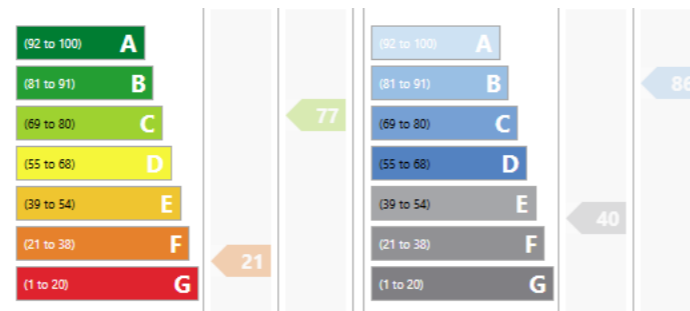 (92 to 100) A
(81 to 91) B
(69 to 80) C
77
(55 to 68) D
(39 to 54) E
(21 to 38) F
21
(1 to 20) G
(92 to 100) A
(81 to 91) B
86
(69 to 80) C
(55 to 68) D
(39 to 54) E
40
(21 to 38) F
(1 to 20) G